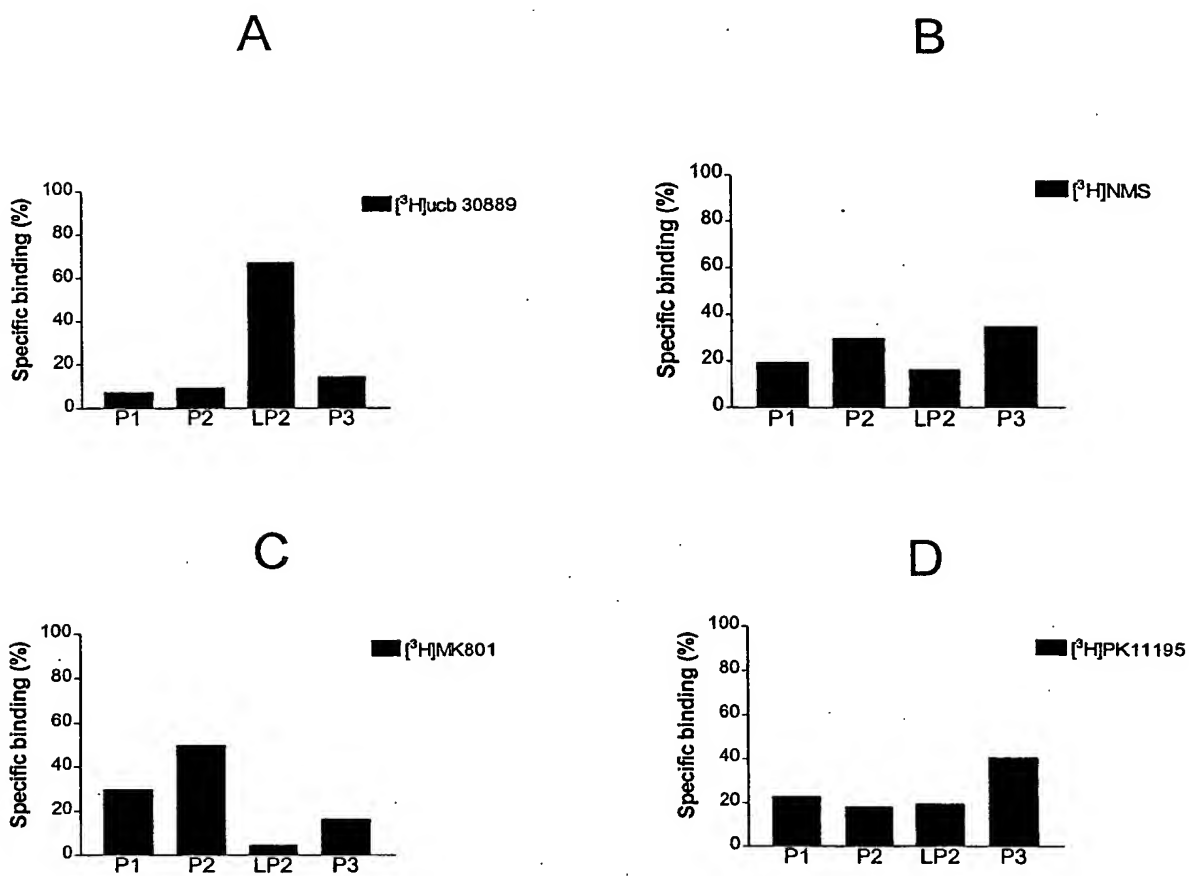 A
Specific binding (%)
100
80
60
40
20
0
P1 P2 LP2 P3
[³H]ucb 30889
B
Specific binding (%)
100
80
60
40
20
0
P1 P2 LP2 P3
[³H]NMS
C
Specific binding (%)
100
80
60
40
20
0
P1 P2 LP2 P3
[³H]MK801
D
Specific binding (%)
100
80
60
40
20
0
P1 P2 LP2 P3
[³H]PK11195